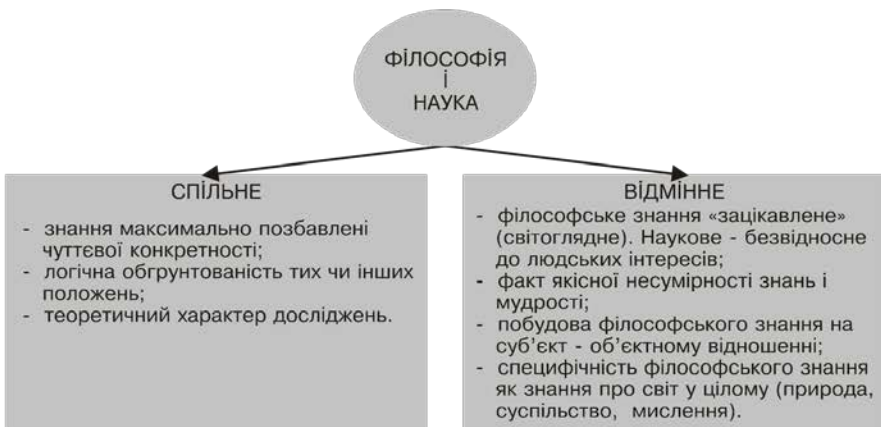 ФІЛОСОФІЯ
і
НАУКА
СПІЛЬНЕ
- знання максимально позбавлені
чуттєвої конкретності;
- логічна обгрунтованість тих чи інших
положень;
- теоретичний характер досліджень.
ВІДМІННЕ
- філософське знання «зацікавлене»
(світоглядне). Наукове - безвідносне
до людських інтересів;
- факт якісної несумірності знань і
мудрості;
- побудова філософського знання на
суб’єкт - об’єктному відношенні;
- специфічність філософського знання
як знання про світ у цілому (природа,
суспільство, мислення).